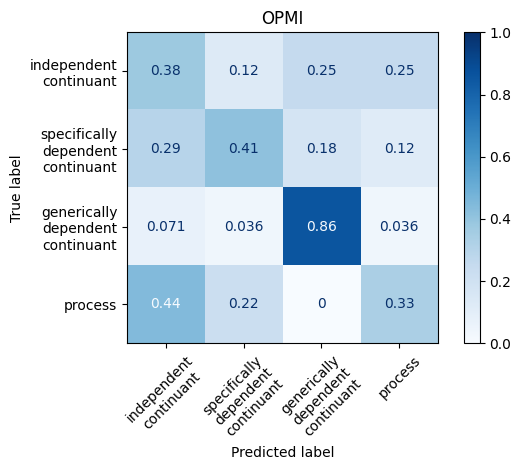 OPMI
independent
continuant
specifically
dependent
continuant
generically
dependent
continuant
process
True label
0.38 0.12 0.25 0.25
0.29 0.41 0.18 0.12
0.071 0.036 0.86 0.036
0.44 0.22 0 0.33
independent
continuant
specifically
dependent
continuant
generically
dependent
continuant
process
Predicted label
1.0
0.8
0.6
0.4
0.2
0.0